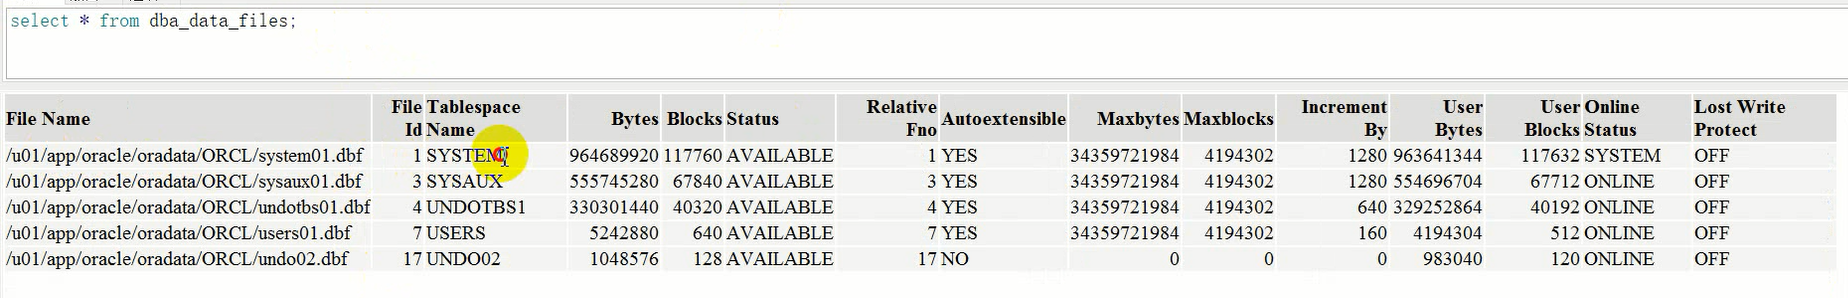 select * from dba_data_files;
File Name File Id Tablespace Name Bytes Blocks Status Relative Fno Autoextensible Maxbytes Maxblocks Increment By User Bytes User Blocks Online Status Lost Write Protect
/u01/app/oracle/oradata/ORCL/system01.dbf 1 SYSTEM 964689920 117760 AVAILABLE 1 YES 34359721984 4194302 1280 963641344 117632 SYSTEM OFF
/u01/app/oracle/oradata/ORCL/sysaux01.dbf 3 SYSAUX 555745280 67840 AVAILABLE 3 YES 34359721984 4194302 1280 554696704 67712 ONLINE OFF
/u01/app/oracle/oradata/ORCL/undotbs01.dbf 4 UNDOTBS1 330301440 40320 AVAILABLE 4 YES 34359721984 4194302 640 329252864 40192 ONLINE OFF
/u01/app/oracle/oradata/ORCL/users01.dbf 7 USERS 5242880 640 AVAILABLE 7 YES 34359721984 4194302 160 4194304 512 ONLINE OFF
/u01/app/oracle/oradata/ORCL/undo02.dbf 17 UNDO02 1048576 128 AVAILABLE 17 NO 0 0 0 983040 120 ONLINE OFF